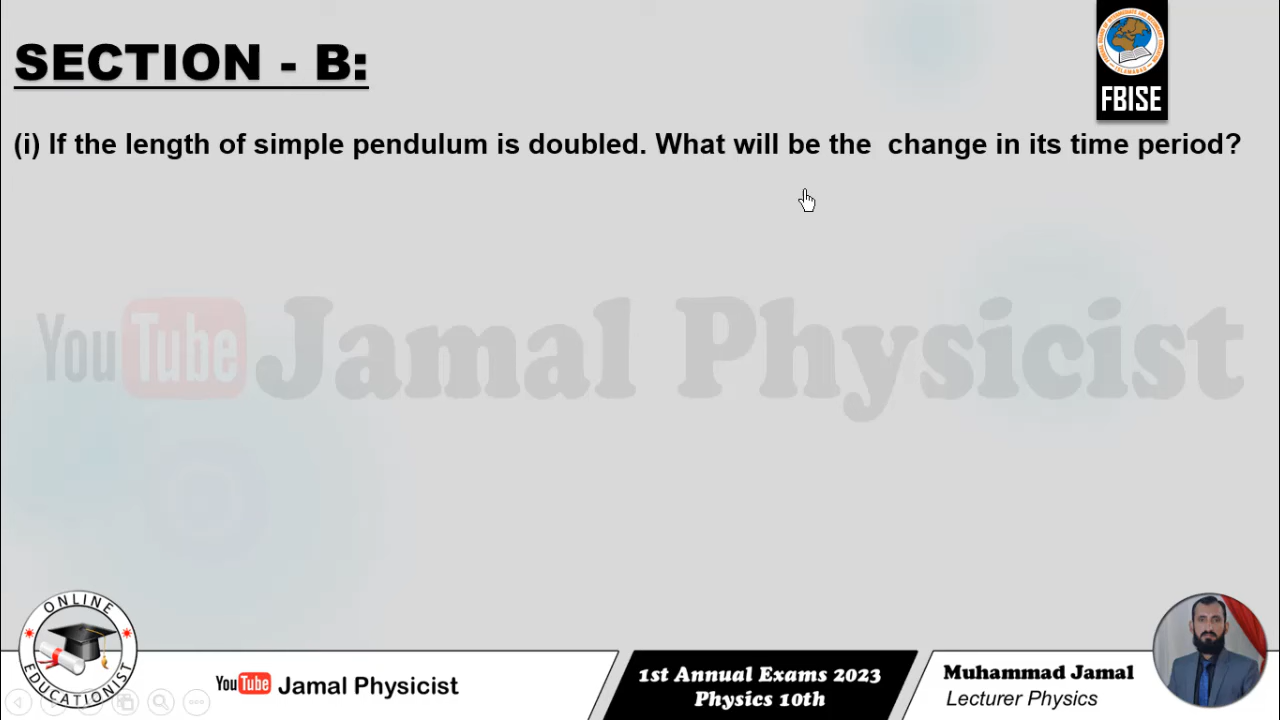 SECTION - B:
FBISE
(i) If the length of simple pendulum is doubled. What will be the change in its time period?
YouTube Jamal Physicist
ONLINE
EDUCATIONIST
YouTube Jamal Physicist
1st Annual Exams 2023
Physics 10th
Muhammad Jamal
Lecturer Physics